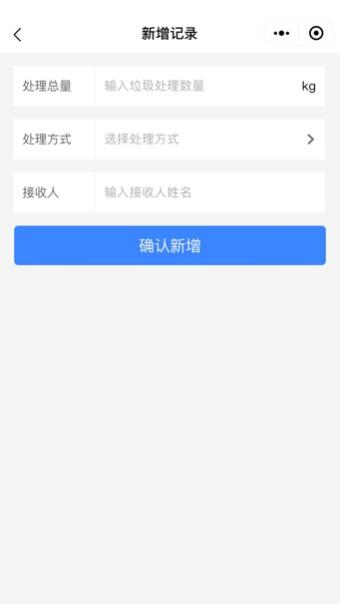 新增记录
处理总量 输入垃圾处理数量 kg
处理方式 选择处理方式
接收人 输入接收人姓名
确认新增